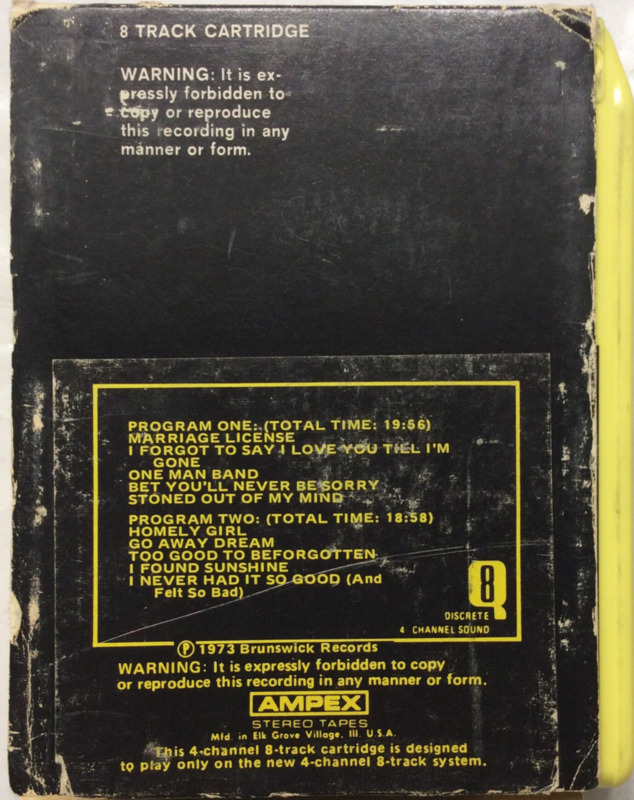 8 TRACK CARTRIDGE
WARNING: It is ex-
pressly forbidden to
copy or reproduce
this recording in any
manner or form.
PROGRAM ONE: (TOTAL TIME: 19:56)
MARRIAGE LICENSE
I FORGOT TO SAY I LOVE YOU TILL I'M
GONE
ONE MAN BAND
BET YOU'LL NEVER BE SORRY
STONED OUT OF MY MIND
PROGRAM TWO: (TOTAL TIME: 18:58)
HOMELY GIRL
GO AWAY DREAM
TOO GOOD TO BEFORGOTTEN
I FOUND SUNSHINE
I NEVER HAD IT SO GOOD (And
Felt So Bad)
Q8
DISCRETE
4 CHANNEL SOUND
℗ 1973 Brunswick Records
WARNING: It is expressly forbidden to copy
or reproduce this recording in any manner or form.
AMPEX
STEREO TAPES
Mfd. in Elk Grove Village, Ill. U.S.A.
This 4-channel 8-track cartridge is designed
to play only on the new 4-channel 8-track system.